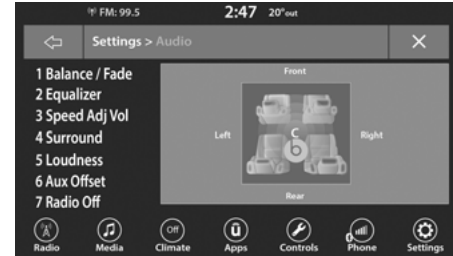 FM: 99.5 2:47 20°out
Settings > Audio X
1 Balance / Fade
2 Equalizer
3 Speed Adj Vol
4 Surround
5 Loudness
6 Aux Offset
7 Radio Off
Front
Left C Right
Rear
Off
Radio Media Climate Apps Controls Phone Settings